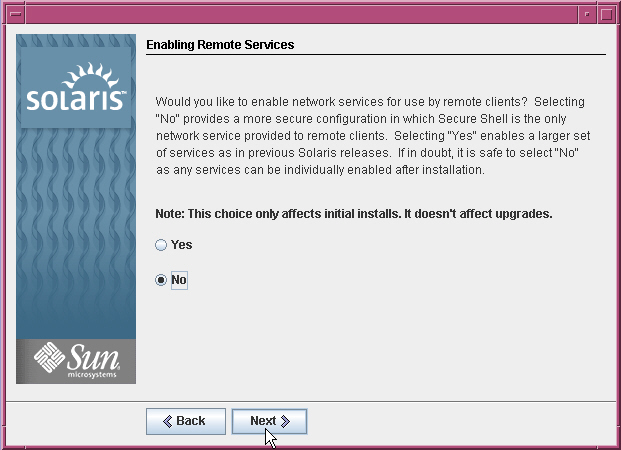 Enabling Remote Services
solaris™
Would you like to enable network services for use by remote clients? Selecting
"No" provides a more secure configuration in which Secure Shell is the only
network service provided to remote clients. Selecting "Yes" enables a larger set
of services as in previous Solaris releases. If in doubt, it is safe to select "No"
as any services can be individually enabled after installation.
Note: This choice only affects initial installs. It doesn't affect upgrades.
Yes
No
Sun
microsystems
Back
Next